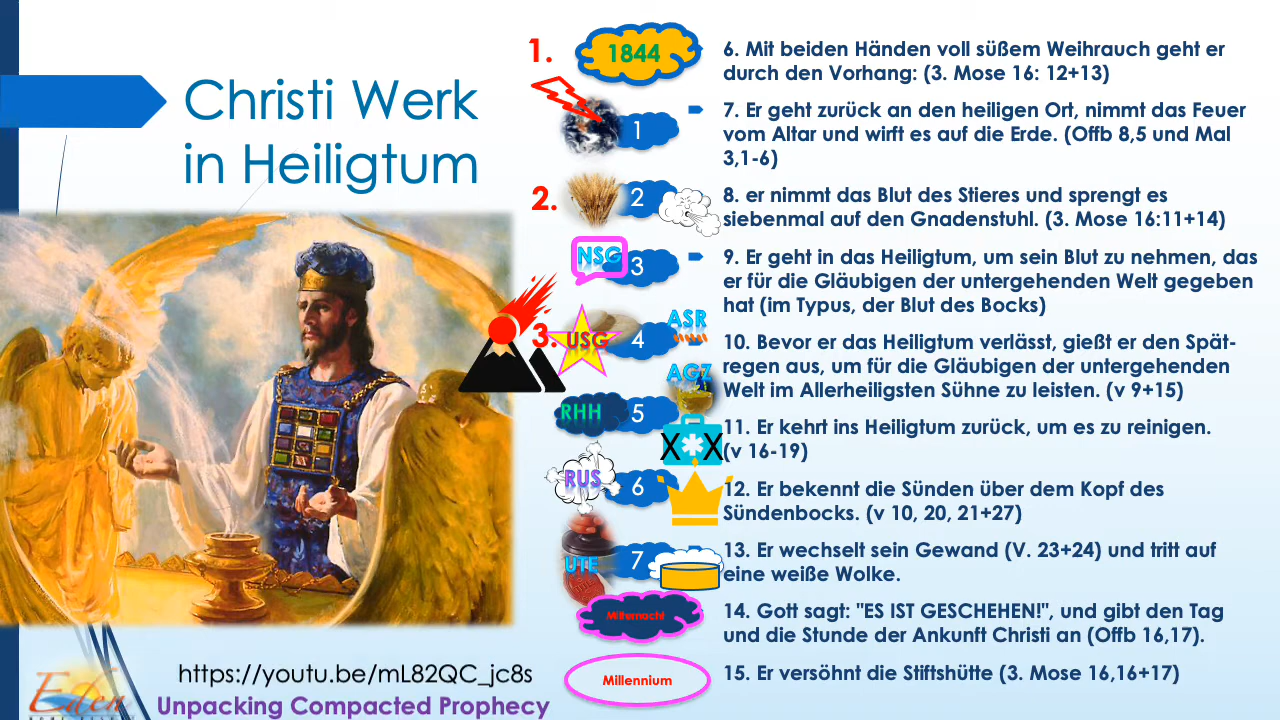 Christi Werk
in Heiligtum
1.
1844
1
2.
2
NSG
3
3.
USG
4
ASR
AGZ
RHH
5
X X
RUS
6
UTE
7
Mitternacht
Millennium
6. Mit beiden Händen voll süßem Weihrauch geht er
durch den Vorhang: (3. Mose 16: 12+13)
7. Er geht zurück an den heiligen Ort, nimmt das Feuer
vom Altar und wirft es auf die Erde. (Offb 8,5 und Mal
3,1-6)
8. er nimmt das Blut des Stieres und sprengt es
siebenmal auf den Gnadenstuhl. (3. Mose 16:11+14)
9. Er geht in das Heiligtum, um sein Blut zu nehmen, das
er für die Gläubigen der untergehenden Welt gegeben
hat (im Typus, der Blut des Bocks)
10. Bevor er das Heiligtum verlässt, gießt er den Spät-
regen aus, um für die Gläubigen der untergehenden
Welt im Allerheiligsten Sühne zu leisten. (v 9+15)
11. Er kehrt ins Heiligtum zurück, um es zu reinigen.
(v 16-19)
12. Er bekennt die Sünden über dem Kopf des
Sündenbocks. (v 10, 20, 21+27)
13. Er wechselt sein Gewand (V. 23+24) und tritt auf
eine weiße Wolke.
14. Gott sagt: "ES IST GESCHEHEN!", und gibt den Tag
und die Stunde der Ankunft Christi an (Offb 16,17).
15. Er versöhnt die Stiftshütte (3. Mose 16,16+17)
https://youtu.be/mL82QC_jc8s
Unpacking Compacted Prophecy
Eden